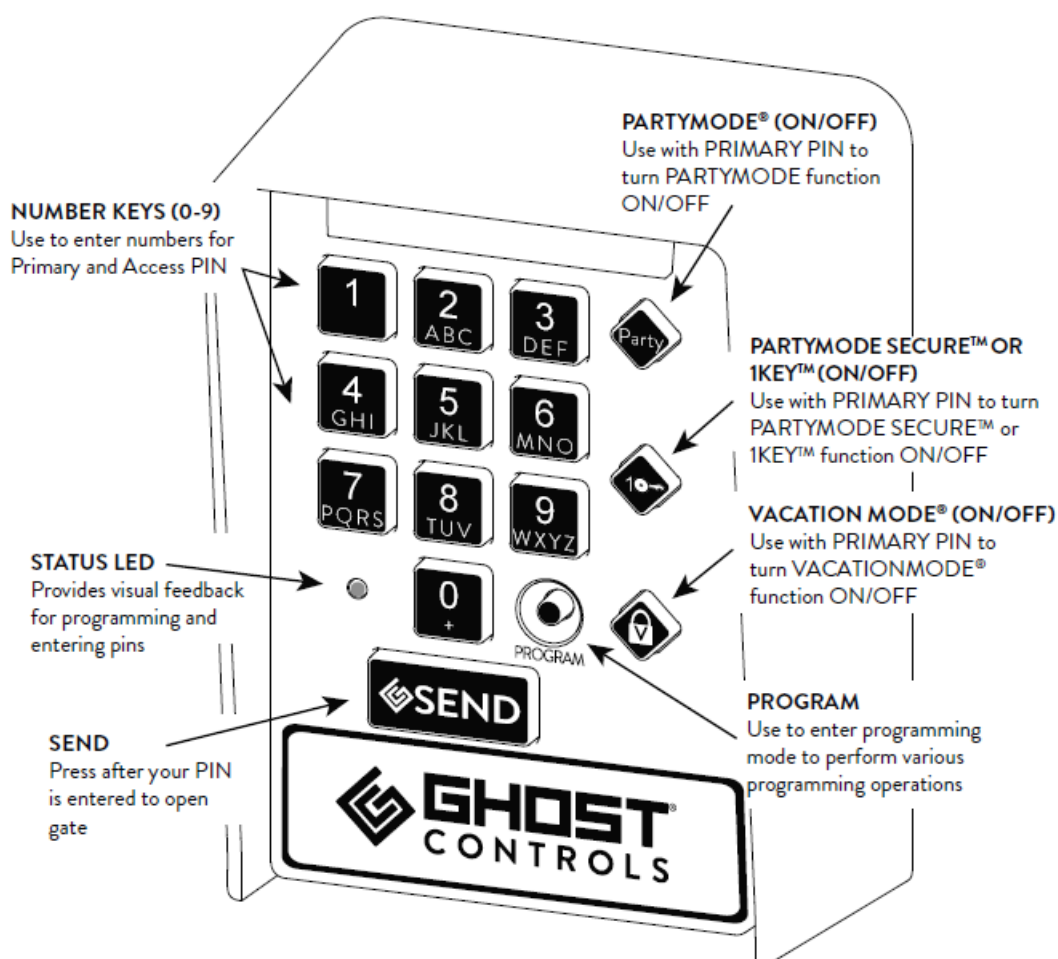 PARTYMODE® (ON/OFF)
Use with PRIMARY PIN to
turn PARTYMODE function
ON/OFF
NUMBER KEYS (0-9)
Use to enter numbers for
Primary and Access PIN
1
2
ABC
3
DEF
Party
4
GHI
5
JKL
6
MNO
1
7
PQRS
8
TUV
9
WXYZ
PARTYMODE SECURE™ OR
1KEY™ (ON/OFF)
Use with PRIMARY PIN to turn
PARTYMODE SECURE™ or
1KEY™ function ON/OFF
VACATION MODE® (ON/OFF)
Use with PRIMARY PIN to
turn VACATIONMODE®
function ON/OFF
STATUS LED
Provides visual feedback
for programming and
entering pins
0
+
PROGRAM
V
SEND
SEND
Press after your PIN
is entered to open
gate
PROGRAM
Use to enter programming
mode to perform various
programming operations
GHOST®
CONTROLS